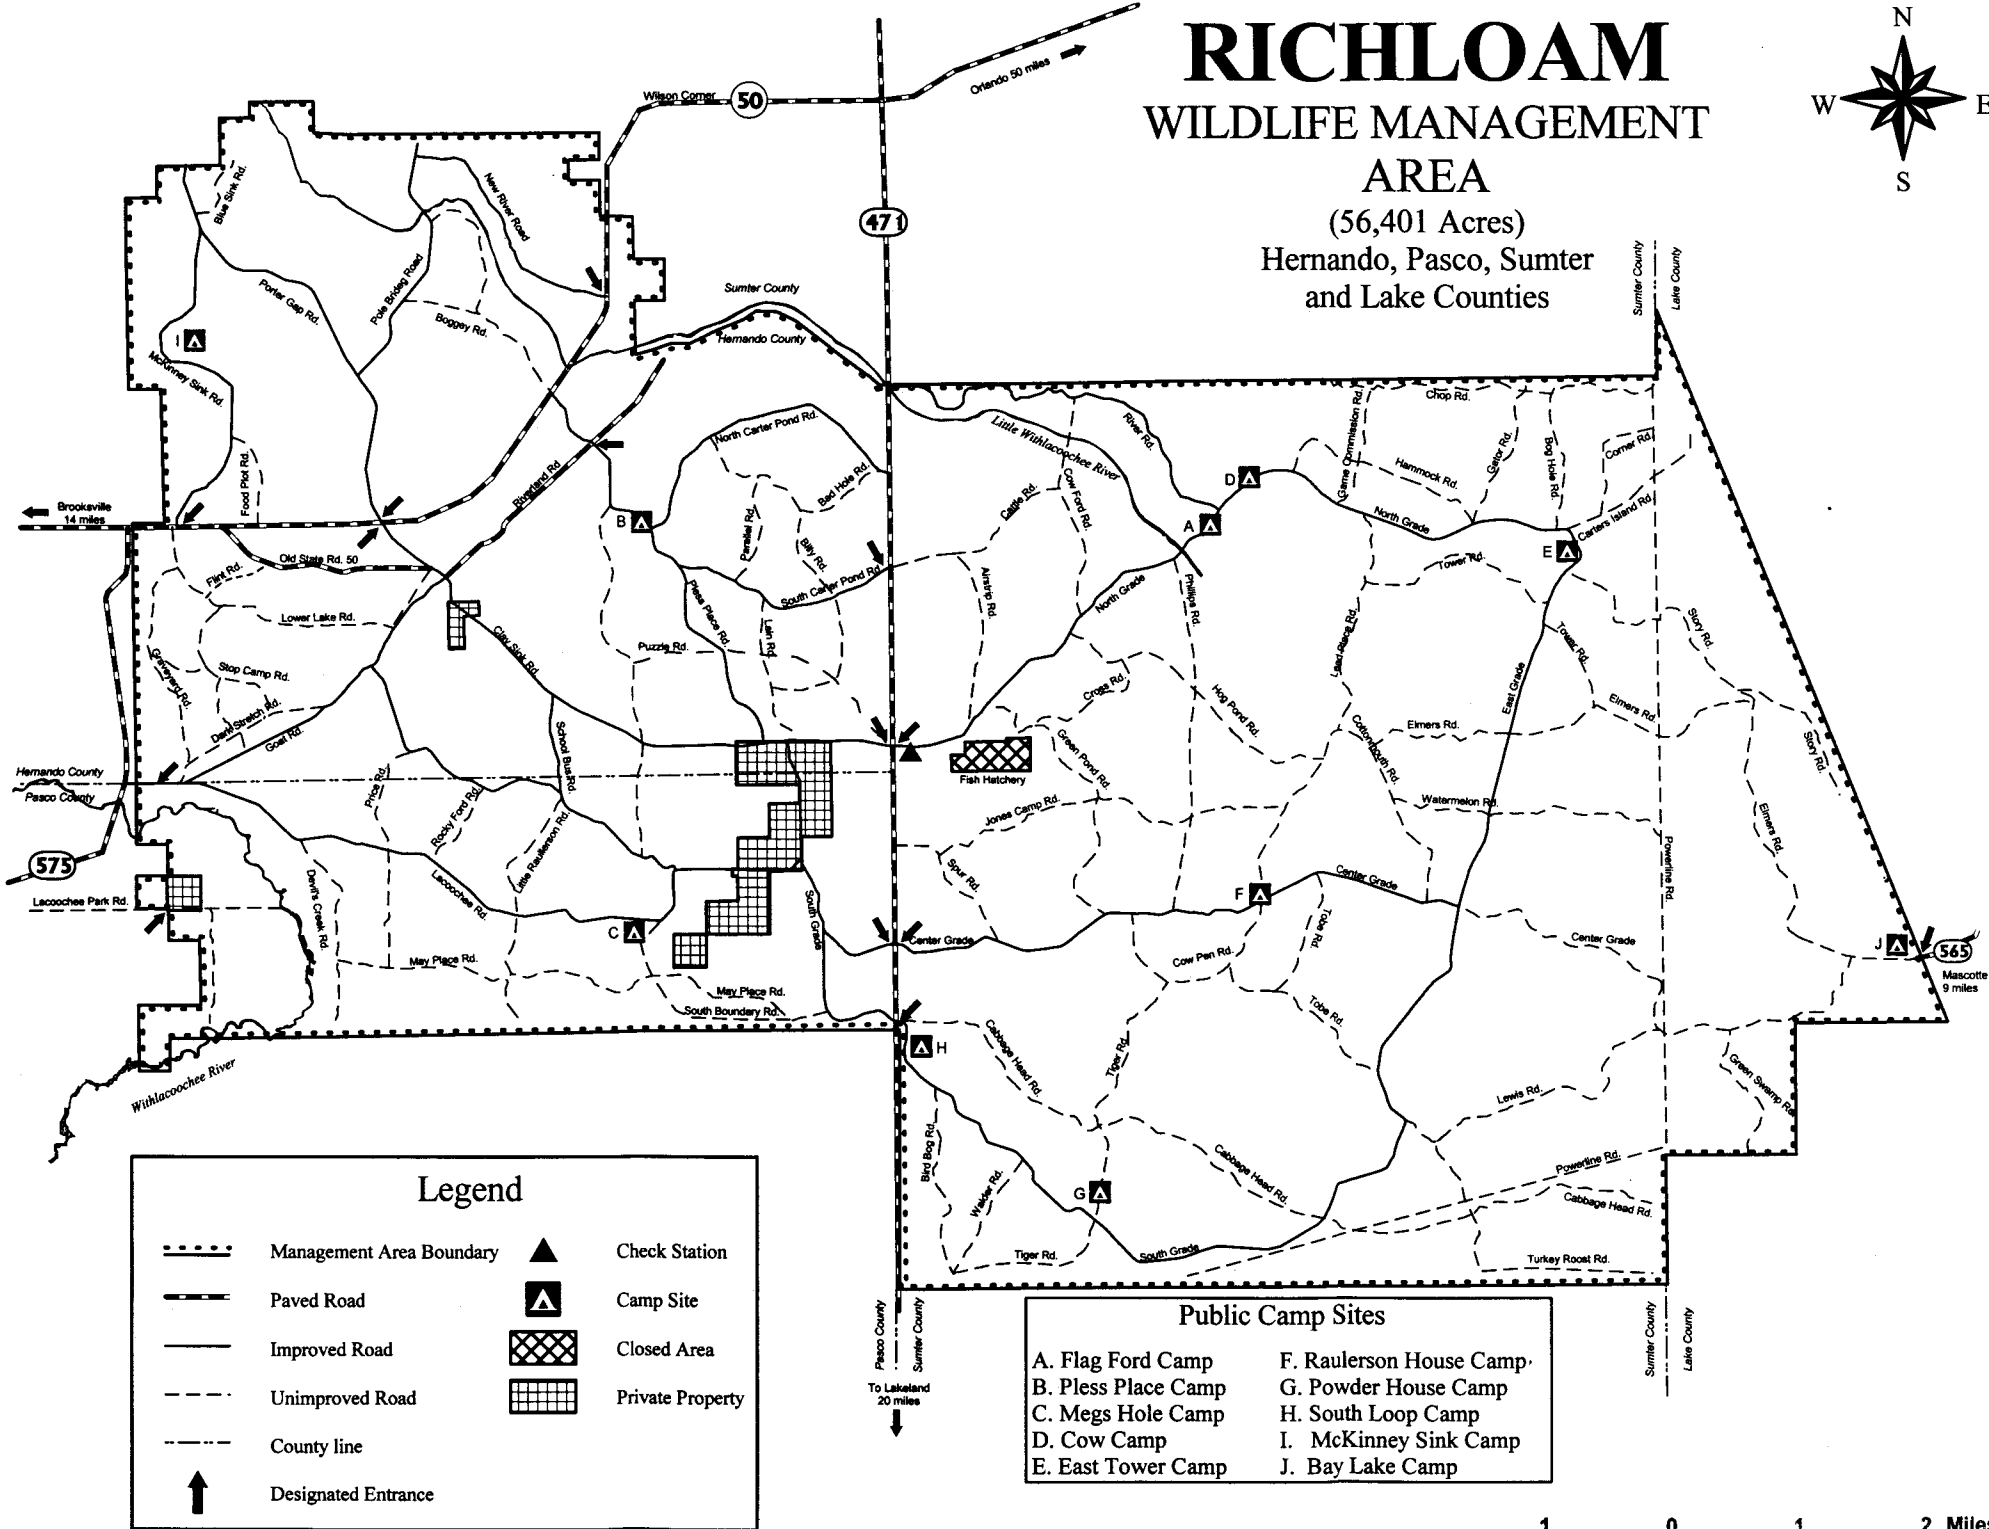 RICHLOAM
WILDLIFE MANAGEMENT
AREA
(56,401 Acres)
Hernando, Pasco, Sumter
and Lake Counties
N
W
E
S
Wilson Corner
50
Orlando 50 miles
471
Sumter County
Hernando County
Sumter County
Lake County
Blue Sink Rd.
New River Road
Porter Gap Rd.
Pole Brideg Road
Boggey Rd.
I
McKinney Sink Rd.
Food Plot Rd.
Brooksville
14 miles
Riverland Rd
North Carter Pond Rd.
Bad Hole Rd.
Parallel Rd.
Billy Rd.
B
South Carter Pond Rd
Pless Place Rd.
Lain Rd.
Puzzle Rd.
Old State Rd. 50
Flint Rd.
Lower Lake Rd.
Stop Camp Rd.
Graveyard Rd.
Dark Stretch Rd.
Goat Rd.
Clay Sink Rd.
School Bus Rd.
Hernando County
Pasco County
575
Lacoochee Park Rd.
Price Rd.
Rocky Ford Rd.
Little Raullerson Rd.
Lacoochee Rd.
Devil's Creek Rd.
C
May Place Rd.
May Place Rd.
South Boundary Rd.
South Grade
Withlacoochee River
Little Withlacoochee River
River Rd.
Cow Ford Rd.
Cattle Rd.
Airstrip Rd.
North Grade
A
D
Game Commission Rd.
Chop Rd.
Hammock Rd.
Gator Rd.
Bog Hole Rd.
Corner Rd.
North Grade
Carters Island Rd.
E
Tower Rd.
Phillips Rd.
Lead Place Rd.
Tower Rd.
Story Rd.
East Grade
Cross Rd.
Hog Pond Rd.
Elmers Rd.
Elmers Rd.
Story Rd.
Green Pond Rd.
Cottonmouth Rd.
Fish Hatchery
Jones Camp Rd.
Watermelon Rd.
Elmers Rd.
Powerline Rd.
Spur Rd.
Center Grade
F
Center Grade
Tobe Rd.
Cow Pen Rd.
Center Grade
J
565
Mascotte
9 miles
Tobe Rd.
H
Cabbage Head Rd.
Tiger Rd.
Lewis Rd.
Green Swamp Rd
Bird Bog Rd.
Walder Rd.
G
Cabbage Head Rd.
Powerline Rd.
Cabbage Head Rd.
Tiger Rd.
South Grade
Turkey Roost Rd.
Pasco County
Sumter County
Sumter County
Lake County
To Lakeland
20 miles
Legend
Management Area Boundary
Check Station
Paved Road
Camp Site
Improved Road
Closed Area
Unimproved Road
Private Property
County line
Designated Entrance
Public Camp Sites
A. Flag Ford Camp
B. Pless Place Camp
C. Megs Hole Camp
D. Cow Camp
E. East Tower Camp
F. Raulerson House Camp
G. Powder House Camp
H. South Loop Camp
I. McKinney Sink Camp
J. Bay Lake Camp
1 0 1 2 Miles